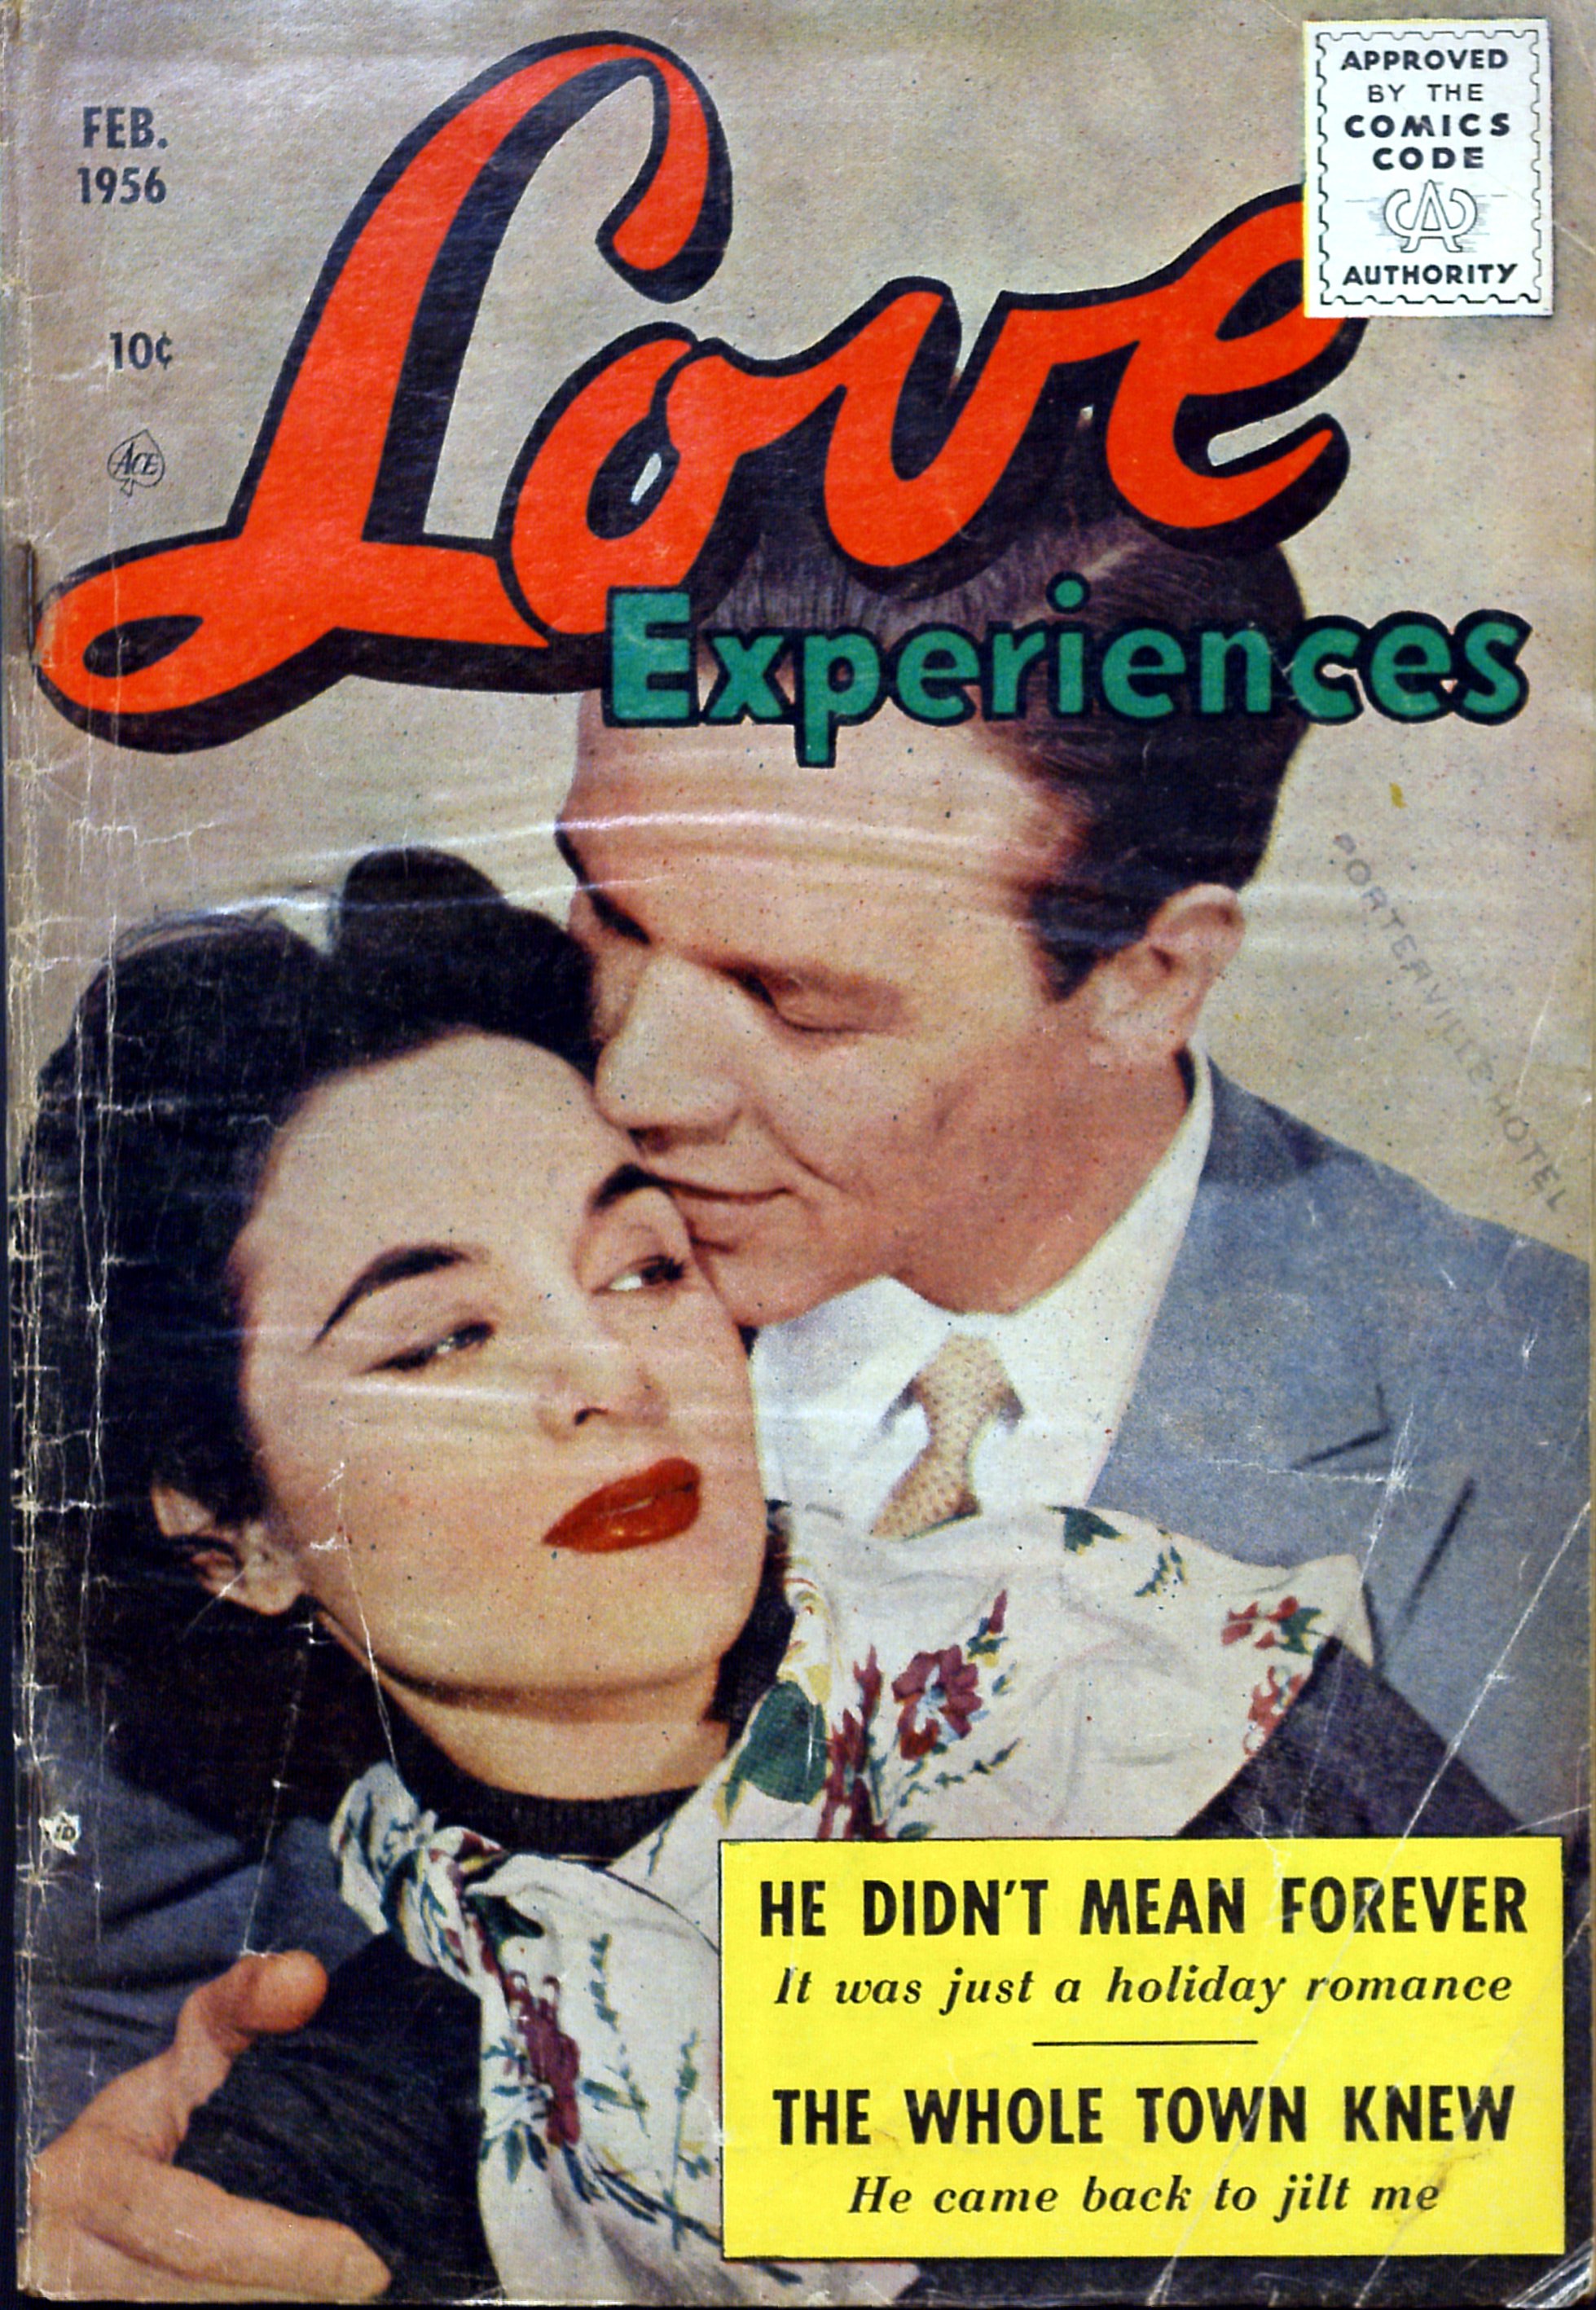 FEB.
1956
10¢
ACE
Love
Experiences
APPROVED
BY THE
COMICS
CODE
CA
AUTHORITY
PORTERVILLE HOTEL
HE DIDN'T MEAN FOREVER
It was just a holiday romance
THE WHOLE TOWN KNEW
He came back to jilt me